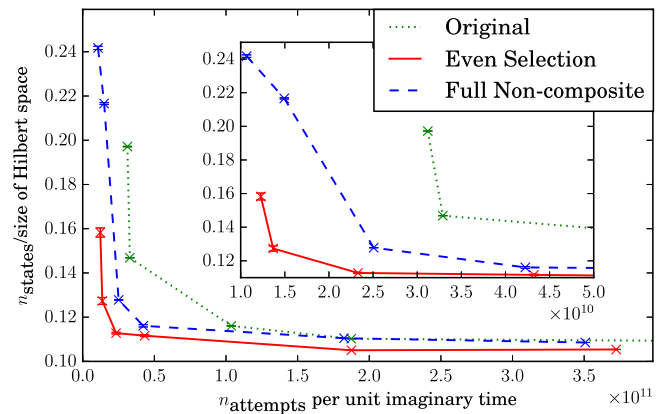 Original
Even Selection
Full Non-composite
n_states/size of Hilbert space
0.24
0.22
0.20
0.18
0.16
0.14
0.12
0.10
0.24
0.22
0.20
0.18
0.16
0.14
0.12
1.0 1.5 2.0 2.5 3.0 3.5 4.0 4.5 5.0
×10¹⁰
0.0 0.5 1.0 1.5 2.0 2.5 3.0 3.5
×10¹¹
n_attempts per unit imaginary time